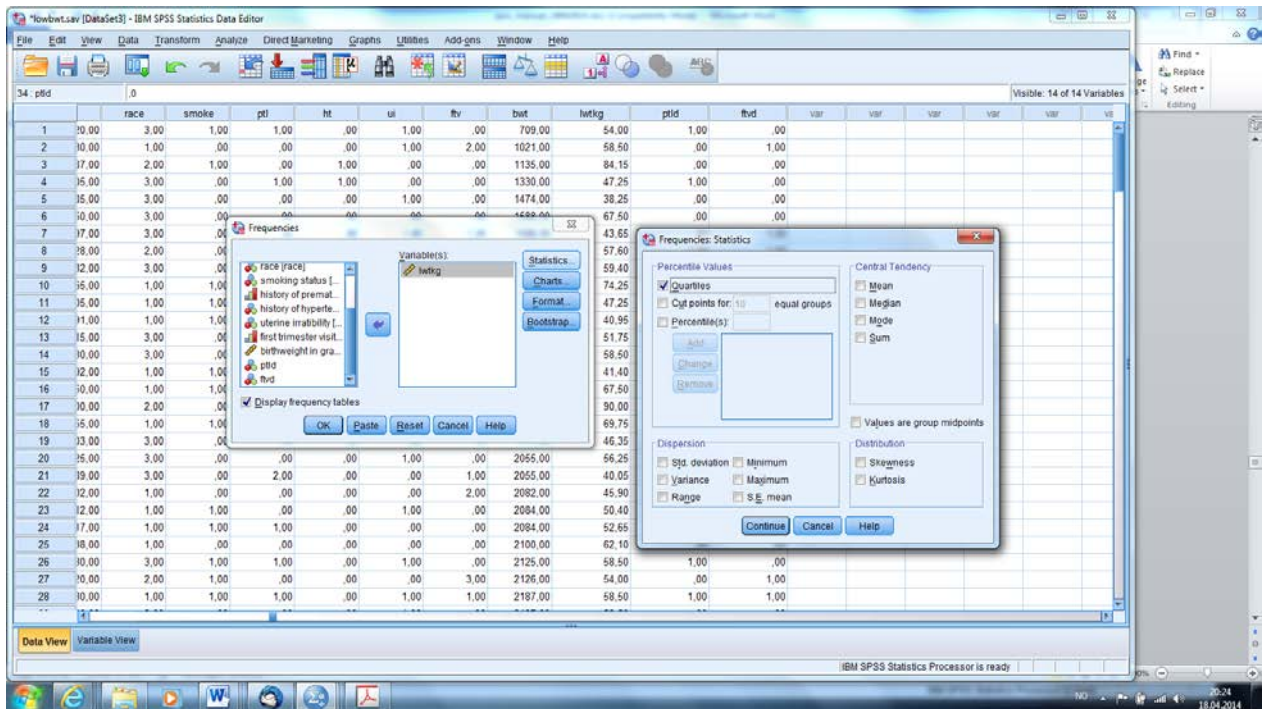 *lowbwt.sav [DataSet3] - IBM SPSS Statistics Data Editor
File Edit View Data Transform Analyze Direct Marketing Graphs Utilities Add-ons Window Help
Find
Replace
Select
Editing
34 : ptld ,0 Visible: 14 of 14 Variables
race smoke ptl ht ui ftv bwt lwtkg ptld ftvd var var var var var
1 20,00 3,00 1,00 1,00 ,00 1,00 ,00 709,00 54,00 1,00 ,00
2 1,00 ,00 ,00 ,00 1,00 2,00 1021,00 58,50 ,00 1,00
3 2,00 1,00 ,00 1,00 ,00 ,00 1135,00 84,15 ,00 ,00
4 3,00 ,00 1,00 1,00 ,00 ,00 1330,00 47,25 1,00 ,00
5 3,00 ,00 ,00 ,00 1,00 ,00 1474,00 38,25 ,00 ,00
6 3,00 67,50 ,00 ,00
7 3,00 43,65
8 2,00 57,60
9 3,00 59,40
10 1,00 74,25
11 1,00 47,25
12 1,00 40,95
13 3,00 51,75
14 3,00 58,50
15 1,00 41,40
16 1,00 67,50
17 2,00 90,00
18 1,00 69,75
19 3,00 46,35
20 3,00 ,00 ,00 ,00 1,00 ,00 2055,00 56,25
21 3,00 ,00 2,00 ,00 ,00 1,00 2055,00 40,05
22 1,00 ,00 ,00 ,00 ,00 2,00 2082,00 45,90
23 1,00 1,00 ,00 ,00 ,00 ,00 2084,00 50,40
24 1,00 1,00 1,00 ,00 ,00 ,00 2084,00 52,65
25 1,00 ,00 ,00 ,00 ,00 ,00 2100,00 62,10
26 3,00 1,00 1,00 ,00 1,00 ,00 2125,00 58,50 1,00 ,00
27 2,00 1,00 ,00 ,00 ,00 3,00 2126,00 54,00 ,00 1,00
28 1,00 1,00 1,00 ,00 1,00 1,00 2187,00 58,50 1,00 1,00
Frequencies
Variable(s):
race [race]
smoking status [...
history of premat...
history of hyperte...
uterine irratibility [...
first trimester visit...
birthweight in gra...
ptld
ftvd
lwtkg
Statistics...
Charts...
Format...
Bootstrap...
Display frequency tables
OK Paste Reset Cancel Help
Frequencies: Statistics
Percentile Values
Quartiles
Cut points for: 10 equal groups
Percentile(s):
Add
Change
Remove
Central Tendency
Mean
Median
Mode
Sum
Values are group midpoints
Dispersion
Std. deviation Minimum
Variance Maximum
Range S.E. mean
Distribution
Skewness
Kurtosis
Continue Cancel Help
Data View Variable View
IBM SPSS Statistics Processor is ready
NO
20:24
18.04.2014